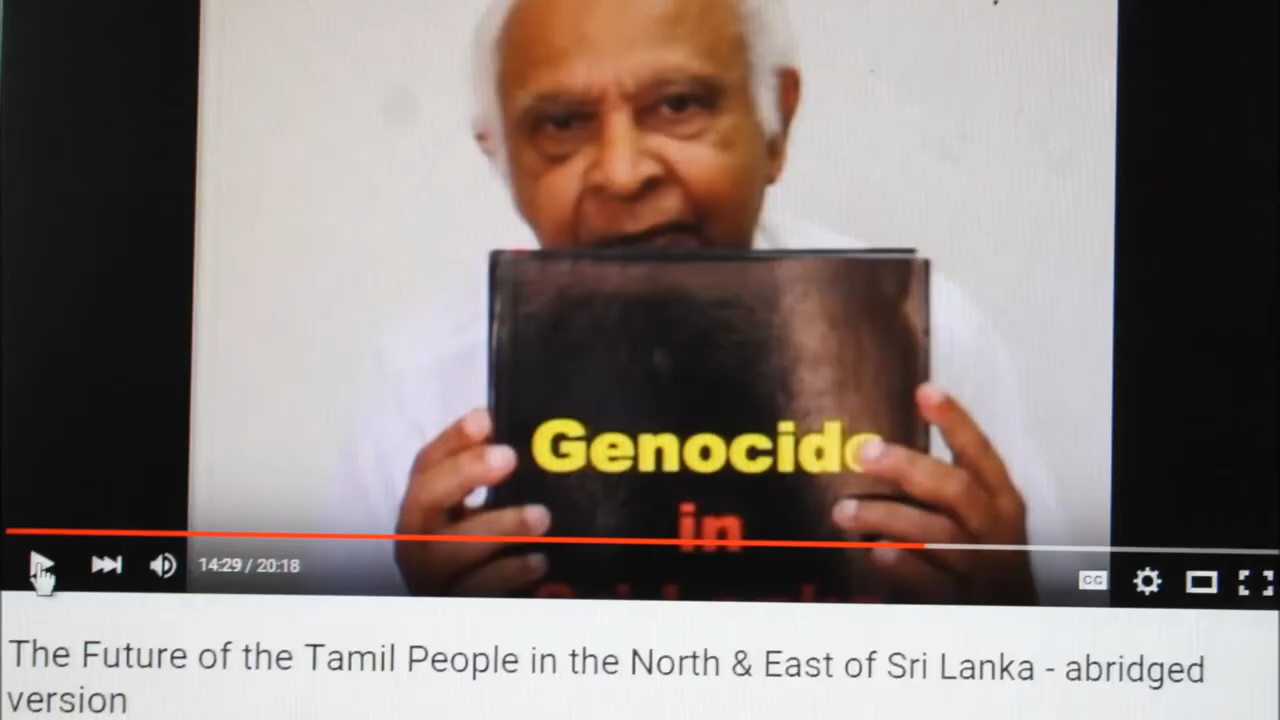 Genocide
in
14:29 / 20:18
CC
The Future of the Tamil People in the North & East of Sri Lanka - abridged
version